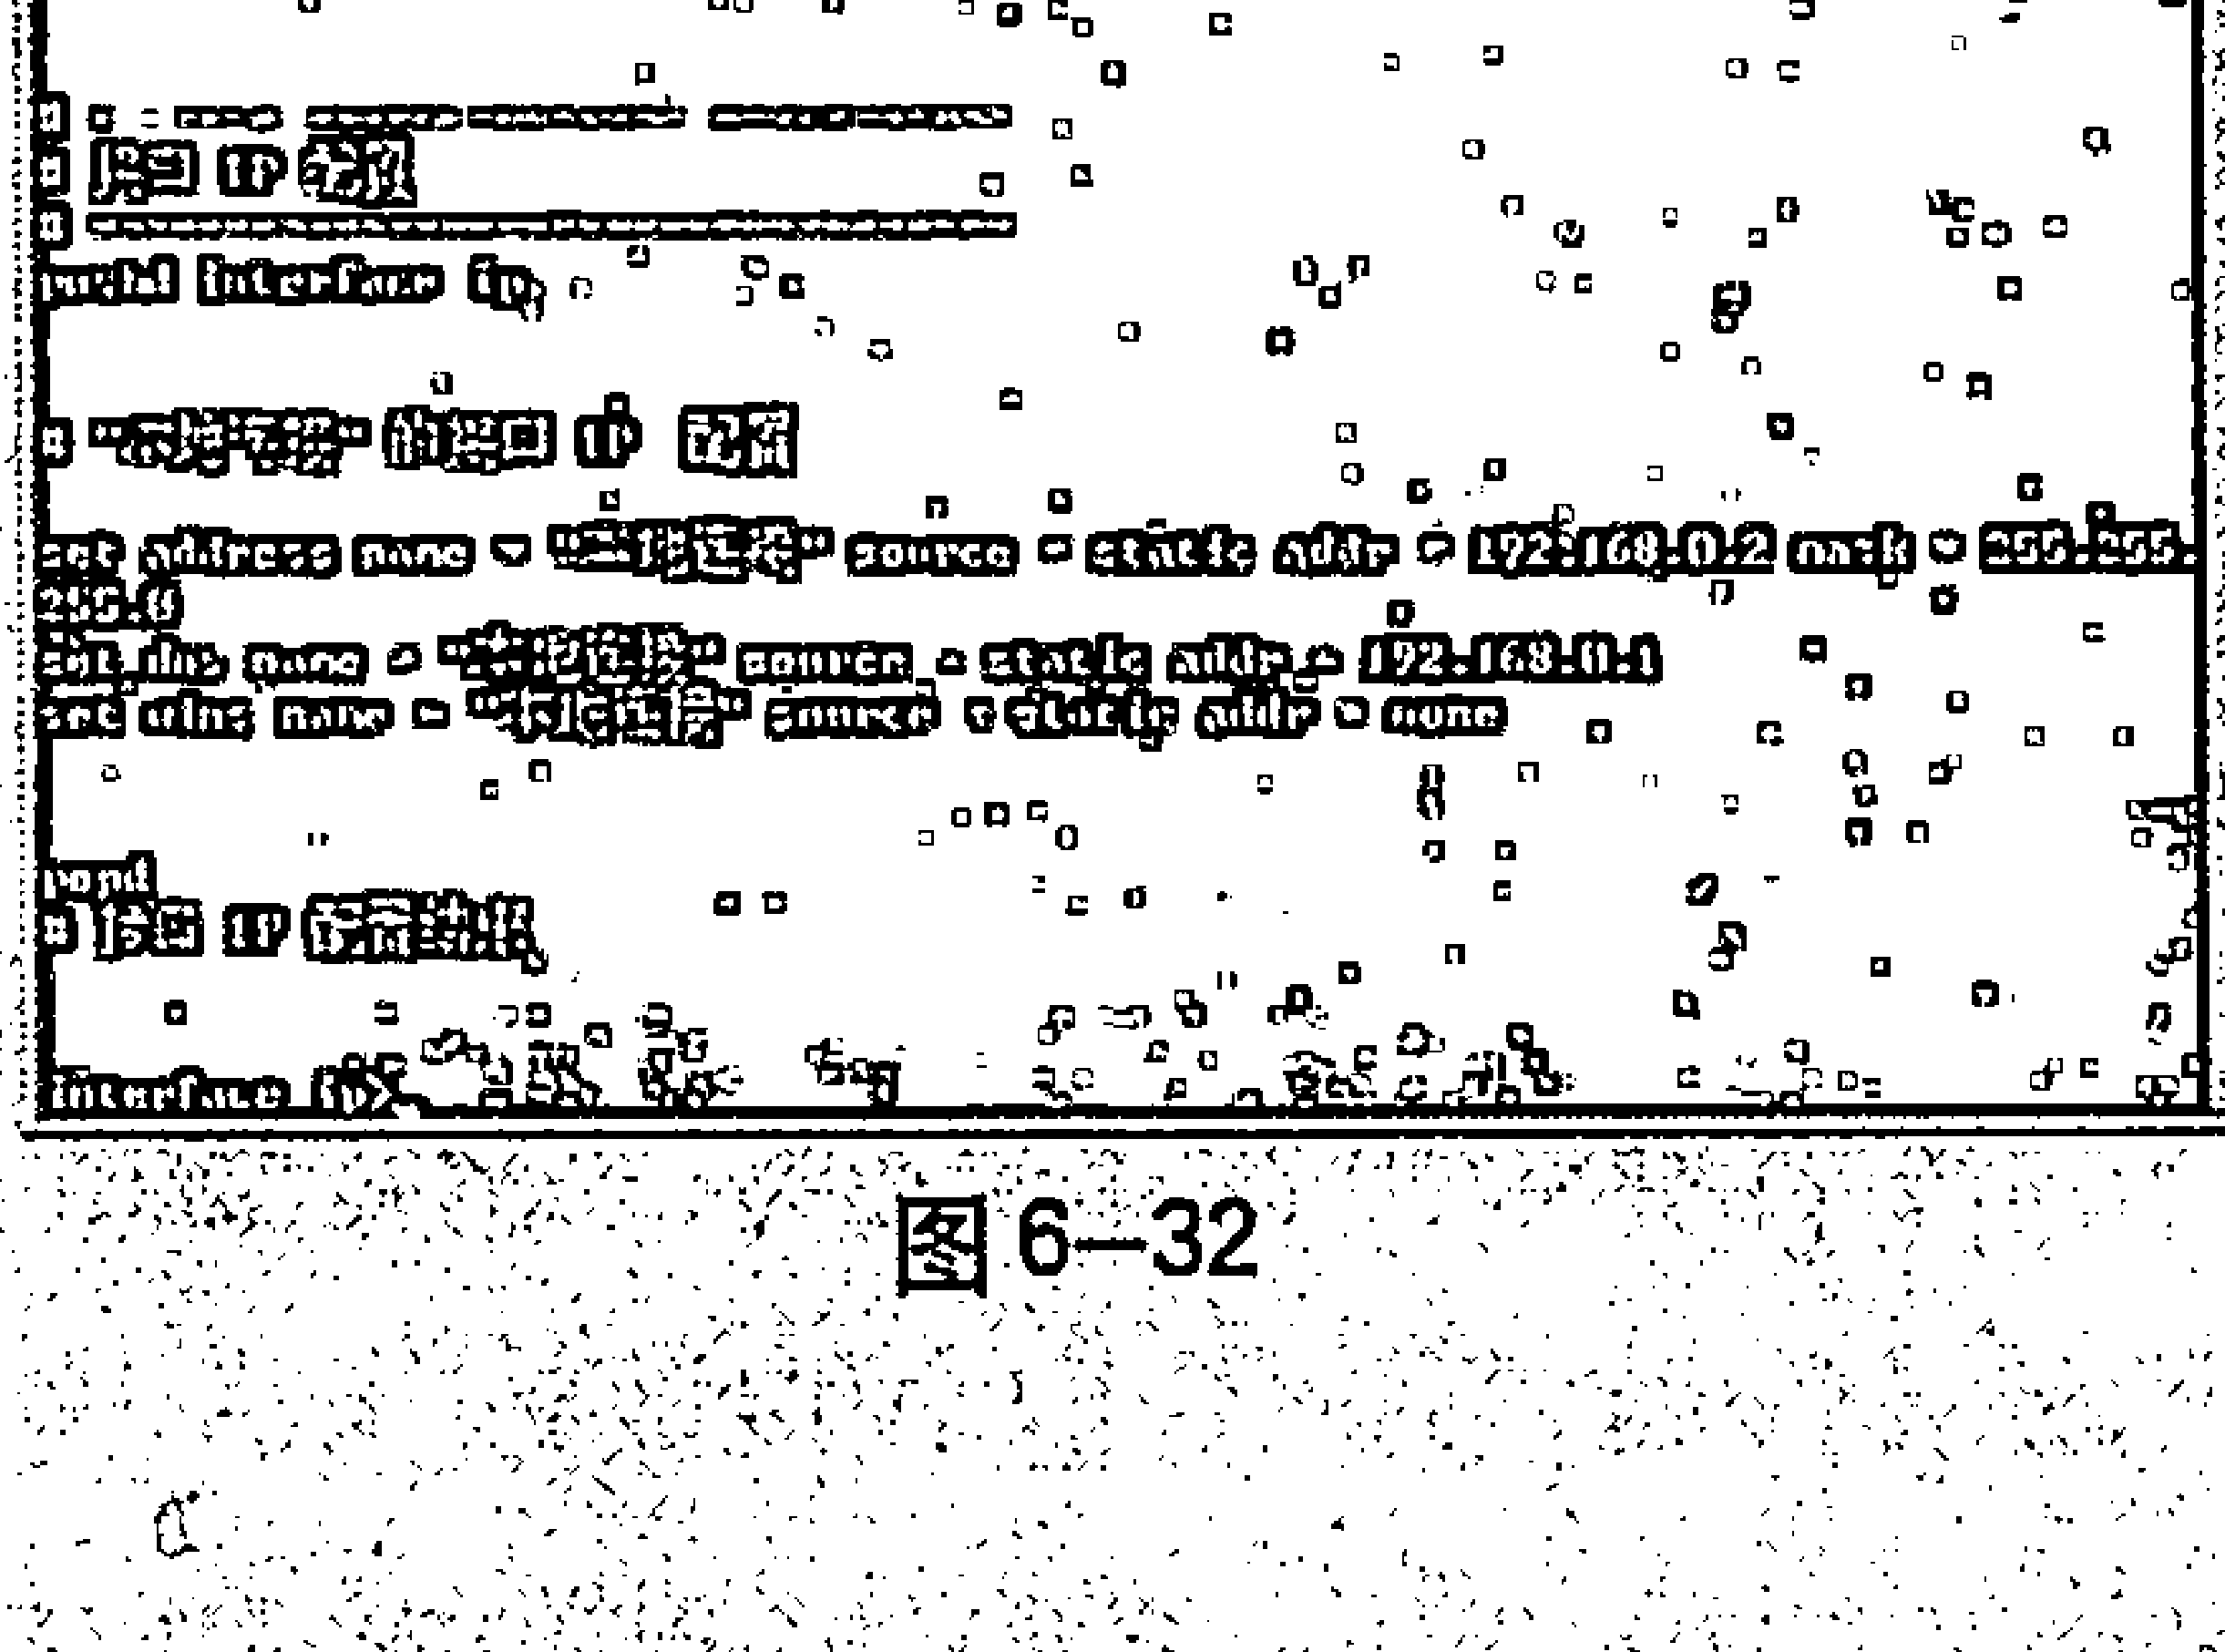 # ----------------------------------
# 接口 IP 配置
# ----------------------------------
pushd interface ip
# "本地连接" 的接口 IP 配置
set address name = "本地连接" source = static addr = 192.168.0.2 mask = 255.255.
255.0
set dns name = "本地连接" source = static addr = 192.168.0.1
set wins name = "本地连接" source = static addr = none
popd
# 接口 IP 配置结束
interface ip>
图 6-32